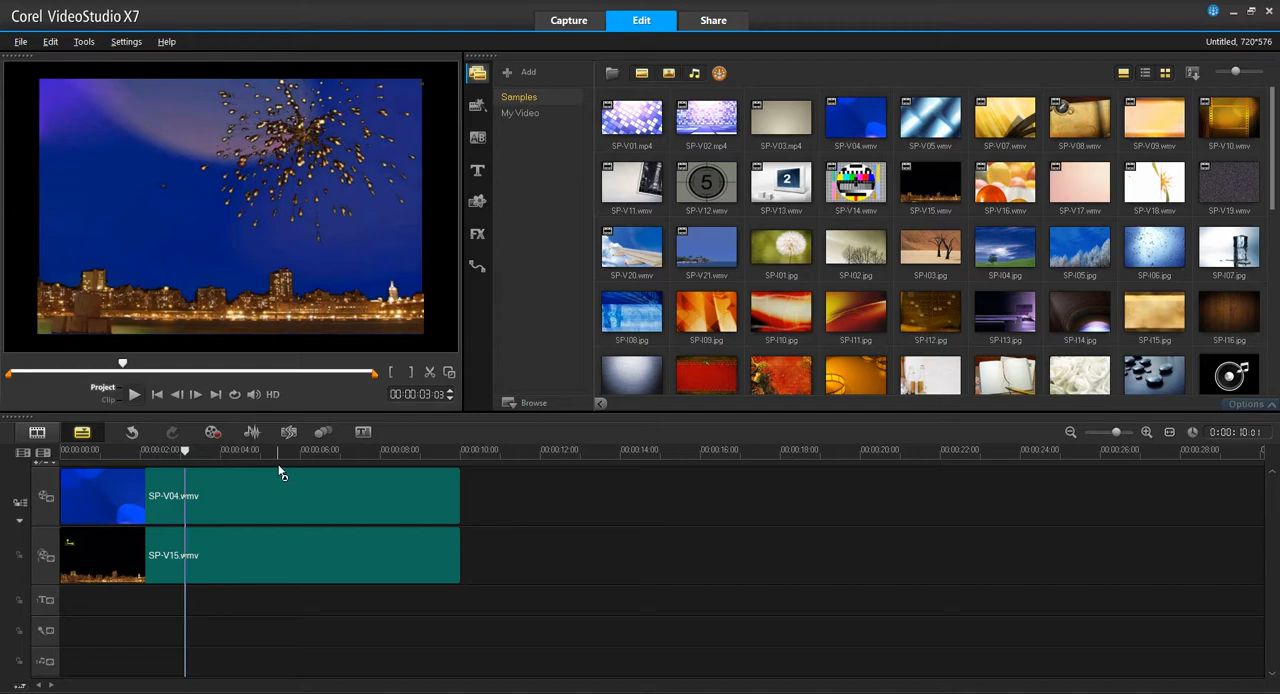 Corel VideoStudio X7
Capture Edit Share
File Edit Tools Settings Help
Untitled, 720*576
Add
Samples
My Video
SP-V01.mp4 SP-V02.mp4 SP-V03.mp4 SP-V04.wmv SP-V05.wmv SP-V07.wmv SP-V08.wmv SP-V09.wmv SP-V10.wmv
5 2
SP-V11.wmv SP-V12.wmv SP-V13.wmv SP-V14.wmv SP-V15.wmv SP-V16.wmv SP-V17.wmv SP-V18.wmv SP-V19.wmv
AB
T
SP-V20.wmv SP-V21.wmv SP-I01.jpg SP-I02.jpg SP-I03.jpg SP-I04.jpg SP-I05.jpg SP-I06.jpg SP-I07.jpg
FX
SP-I08.jpg SP-I09.jpg SP-I10.jpg SP-I11.jpg SP-I12.jpg SP-I13.jpg SP-I14.jpg SP-I15.jpg SP-I16.jpg
Project
Clip
HD
00:00:03:03
Browse
Options
0:00:10:01
00:00:00:00 00:00:02:00 00:00:04:00 00:00:06:00 00:00:08:00 00:00:10:00 00:00:12:00 00:00:14:00 00:00:16:00 00:00:18:00 00:00:20:00 00:00:22:00 00:00:24:00 00:00:26:00 00:00:28:00
SP-V04.wmv
SP-V15.wmv